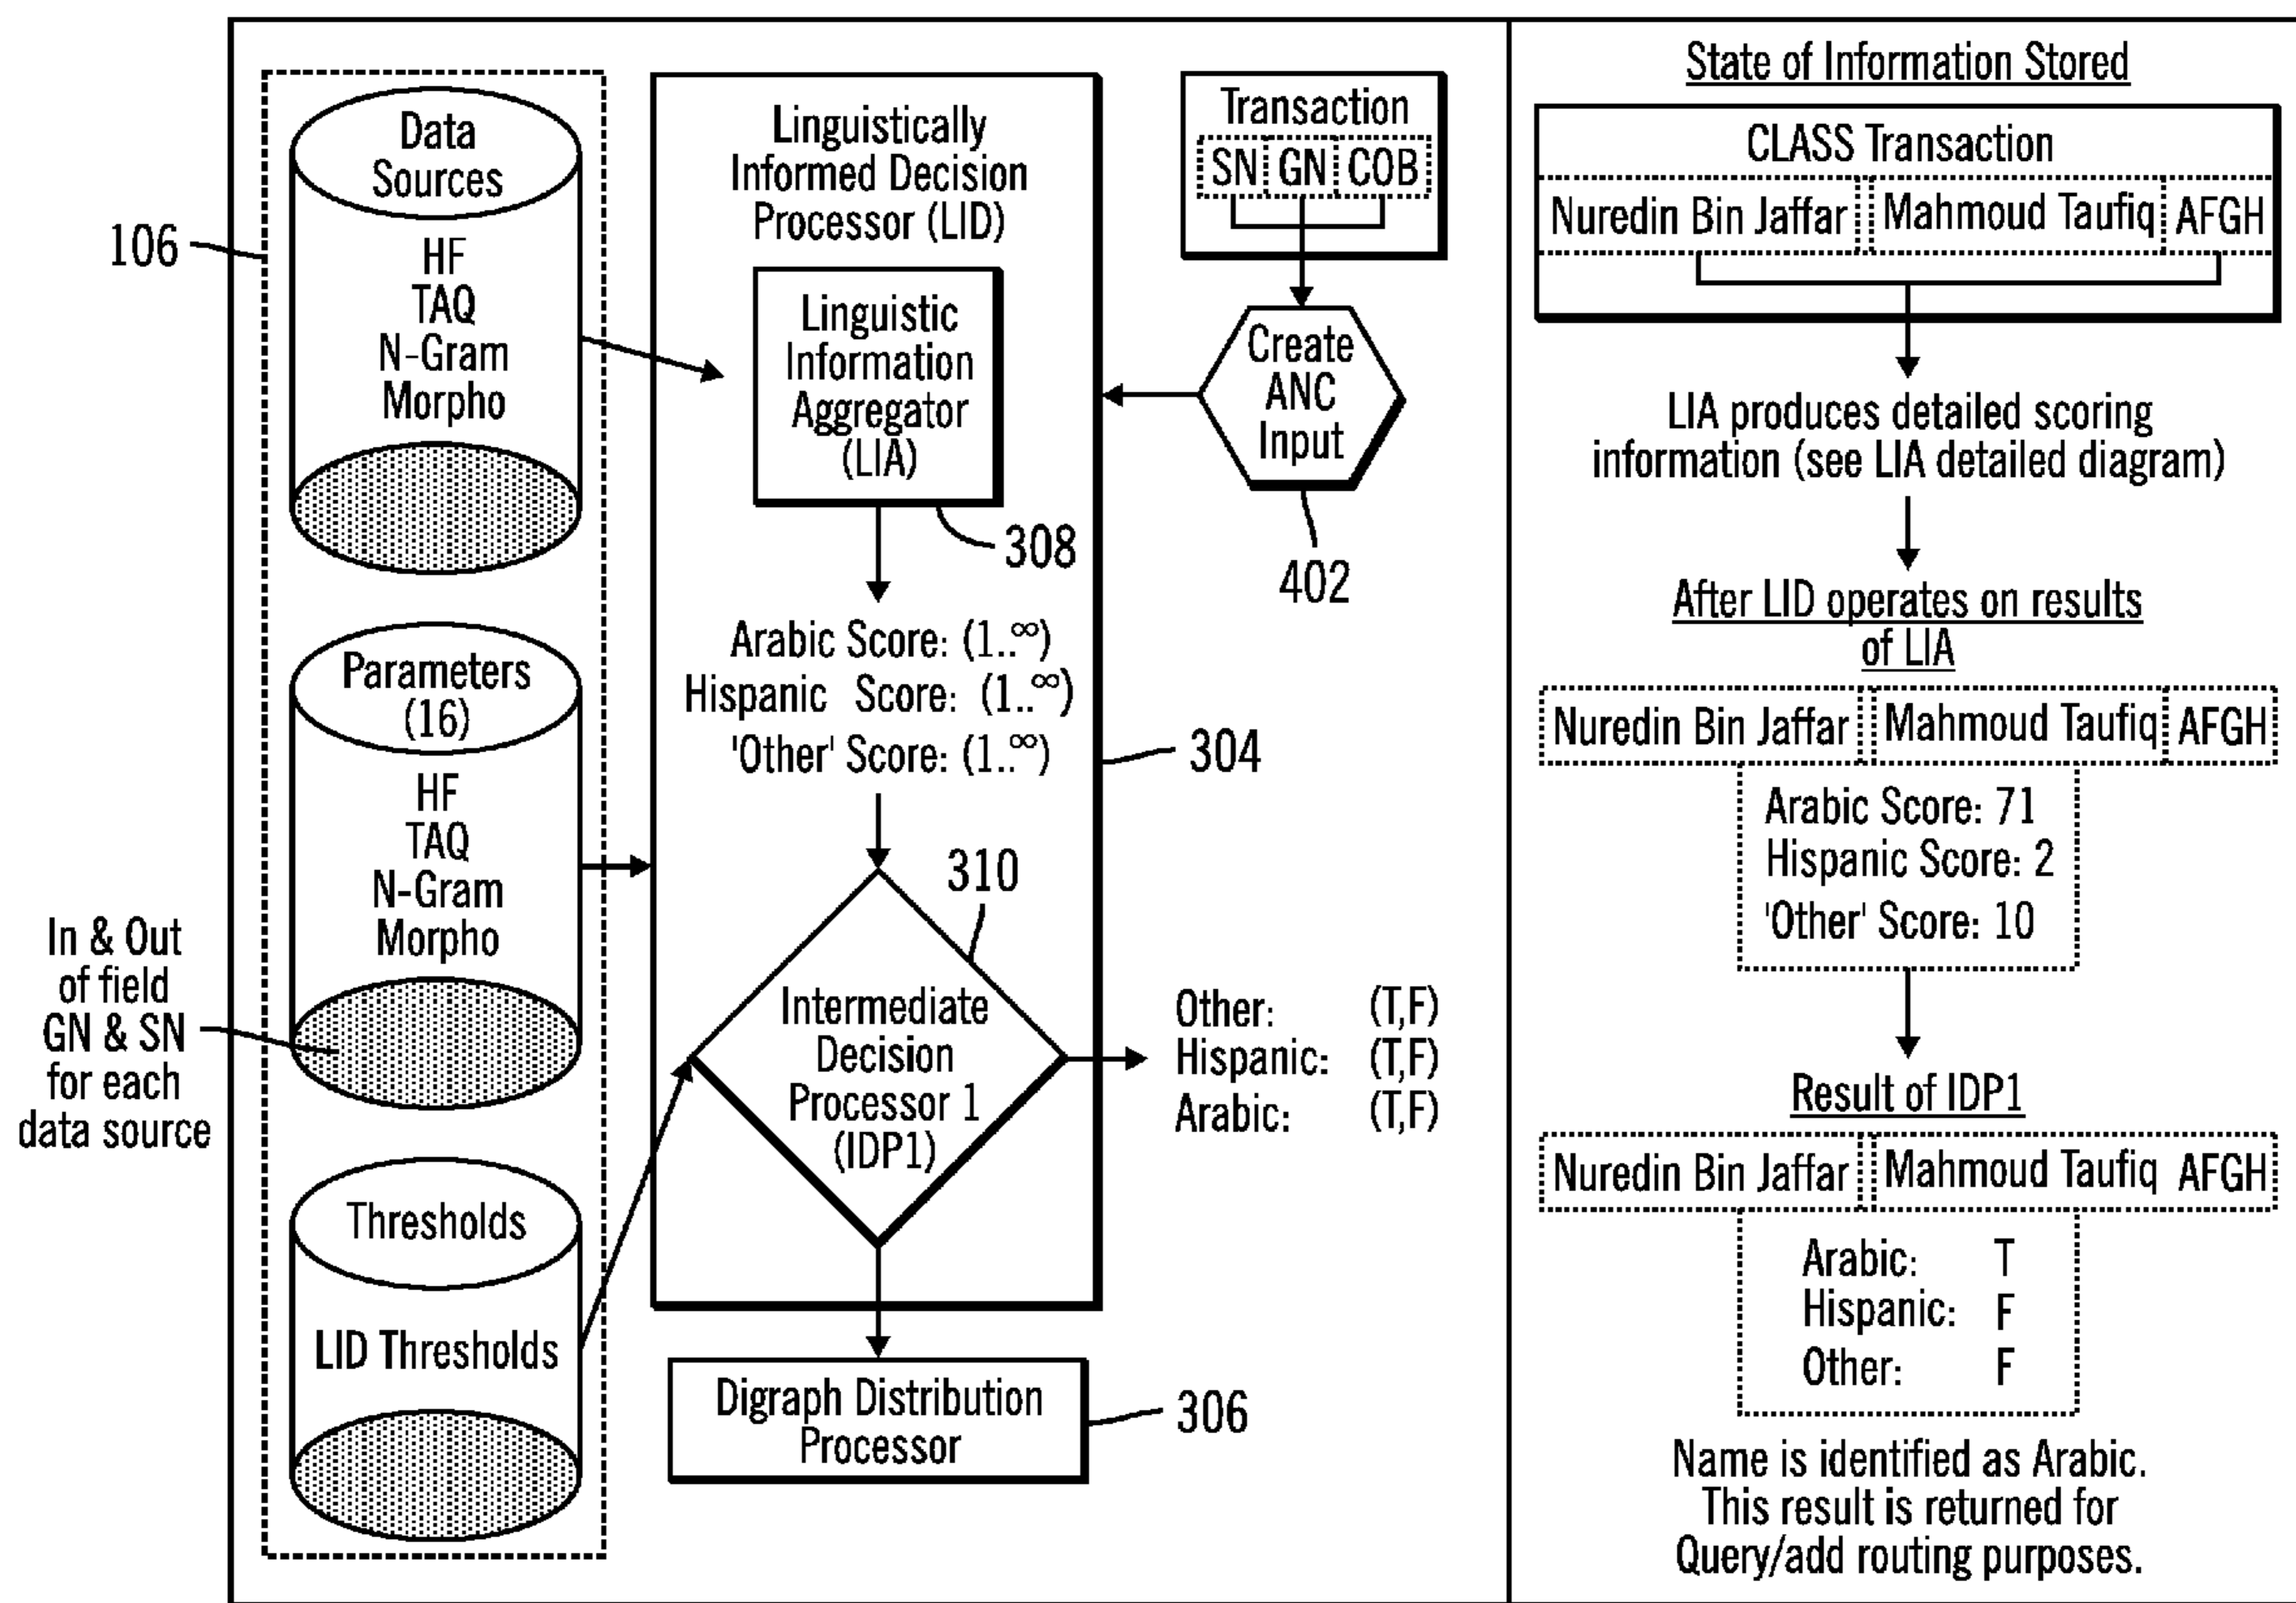 106
Data
Sources
HF
TAQ
N-Gram
Morpho
Parameters
(16)
HF
TAQ
N-Gram
Morpho
In & Out
of field
GN & SN
for each
data source
Thresholds
LID Thresholds
Linguistically
Informed Decision
Processor (LID)
Linguistic
Information
Aggregator
(LIA)
308
Arabic Score: (1..∞)
Hispanic Score: (1..∞)
'Other' Score: (1..∞)
304
310
Intermediate
Decision
Processor 1
(IDP1)
Other: (T,F)
Hispanic: (T,F)
Arabic: (T,F)
Digraph Distribution
Processor
306
Transaction
SN GN COB
Create
ANC
Input
402
State of Information Stored
CLASS Transaction
Nuredin Bin Jaffar Mahmoud Taufiq AFGH
LIA produces detailed scoring
information (see LIA detailed diagram)
After LID operates on results
of LIA
Nuredin Bin Jaffar Mahmoud Taufiq AFGH
Arabic Score: 71
Hispanic Score: 2
'Other' Score: 10
Result of IDP1
Nuredin Bin Jaffar Mahmoud Taufiq AFGH
Arabic: T
Hispanic: F
Other: F
Name is identified as Arabic.
This result is returned for
Query/add routing purposes.